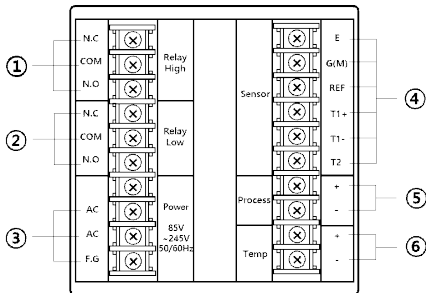 ①
N.C
COM
N.O
Relay
High
②
N.C
COM
N.O
Relay
Low
③
AC
AC
F.G
Power
85V
~245V
50/60Hz
Sensor
E
G(M)
REF
T1+
T1-
T2
④
Process
+
-
⑤
Temp
+
-
⑥